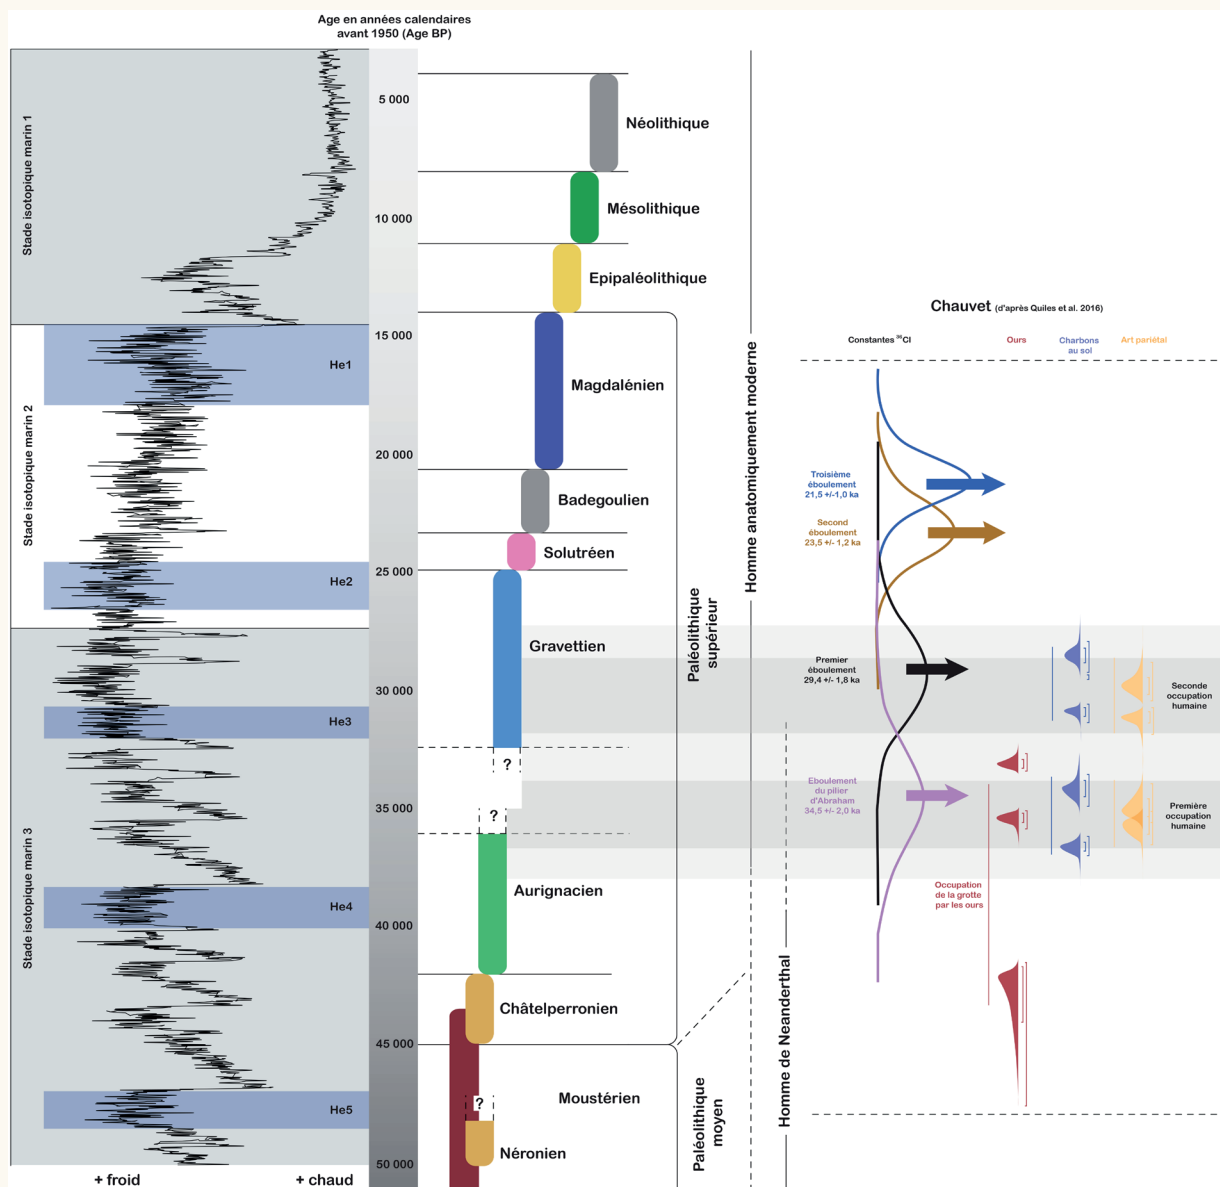 Age en années calendaires
avant 1950 (Age BP)
Stade isotopique marin 1
Stade isotopique marin 2
Stade isotopique marin 3
He1
He2
He3
He4
He5
+ froid
+ chaud
5 000
10 000
15 000
20 000
25 000
30 000
35 000
40 000
45 000
50 000
Néolithique
Mésolithique
Epipaléolithique
Magdalénien
Badegoulien
Solutréen
Gravettien
?
?
Aurignacien
Châtelperronien
Moustérien
?
Néronien
Paléolithique
supérieur
Paléolithique
moyen
Homme anatomiquement moderne
Homme de Neanderthal
Chauvet (d'après Quiles et al. 2016)
Constantes ³⁶Cl
Ours
Charbons
au sol
Art pariétal
Troisième
éboulement
21,5 +/-1,0 ka
Second
éboulement
23,5 +/- 1,2 ka
Premier
éboulement
29,4 +/- 1,8 ka
Seconde
occupation
humaine
Eboulement
du pilier
d'Abraham
34,5 +/- 2,0 ka
Première
occupation
humaine
Occupation
de la grotte
par les ours